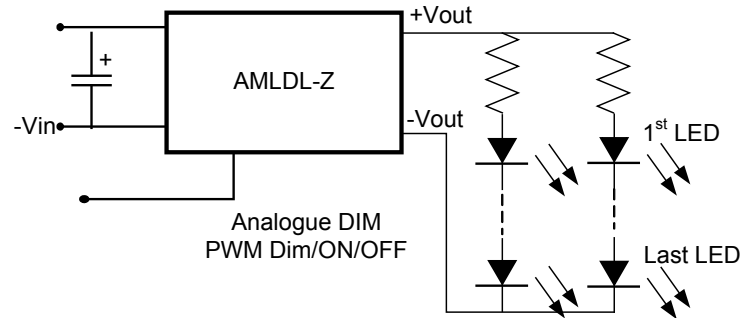 +Vout
+
AMLDL-Z
-Vin
-Vout
1st LED
Analogue DIM
PWM Dim/ON/OFF
Last LED